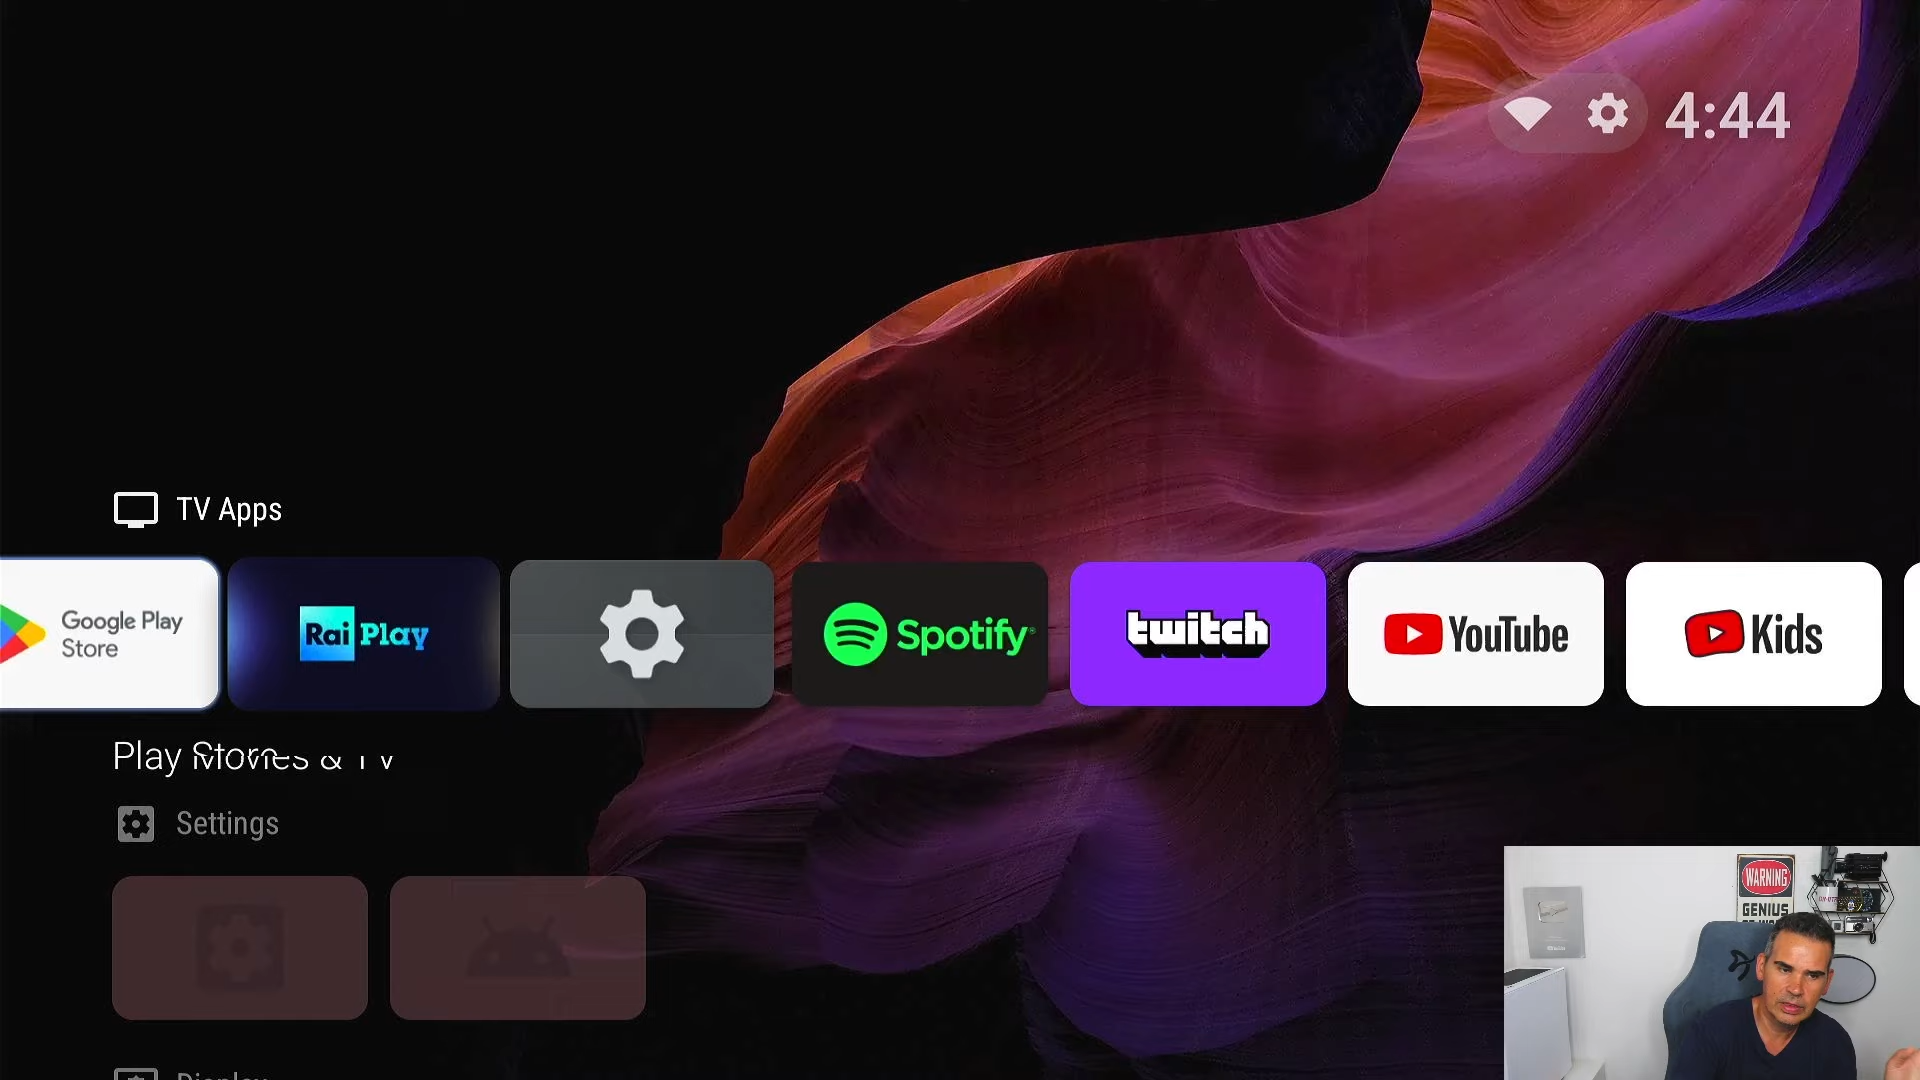 4:44
TV Apps
Google Play
Store
Rai Play
Spotify
twitch
YouTube
Kids
Settings
WARNING
GENIUS